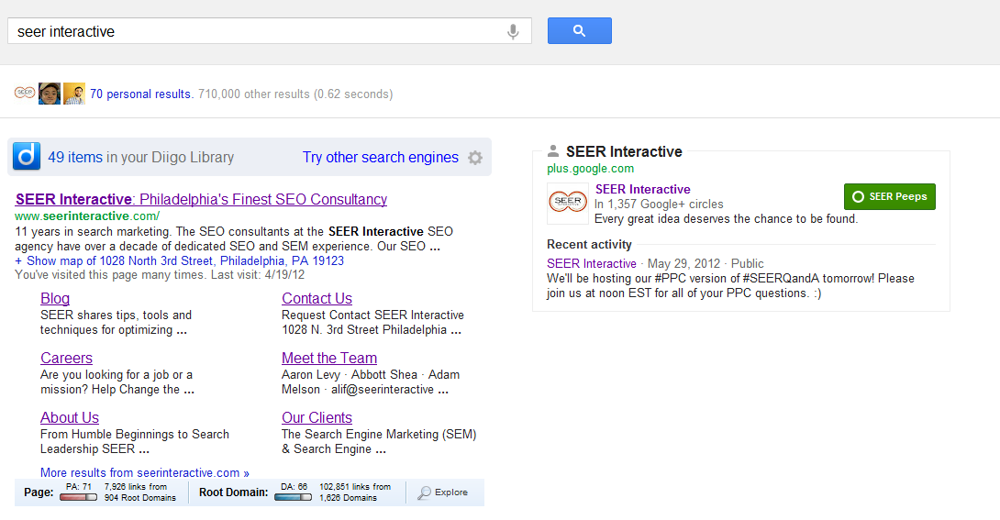 seer interactive
SEER
70 personal results. 710,000 other results (0.62 seconds)
d
49 items in your Diigo Library
Try other search engines
SEER Interactive: Philadelphia's Finest SEO Consultancy
www.seerinteractive.com/
11 years in search marketing. The SEO consultants at the SEER Interactive SEO
agency have over a decade of dedicated SEO and SEM experience. Our SEO ...
+ Show map of 1028 North 3rd Street, Philadelphia, PA 19123
You've visited this page many times. Last visit: 4/19/12
Blog
SEER shares tips, tools and
techniques for optimizing ...
Contact Us
Request Contact SEER Interactive
1028 N. 3rd Street Philadelphia ...
Careers
Are you looking for a job or a
mission? Help Change the ...
Meet the Team
Aaron Levy · Abbott Shea · Adam
Melson · alif@seerinteractive ...
About Us
From Humble Beginnings to Search
Leadership SEER ...
Our Clients
The Search Engine Marketing (SEM)
& Search Engine ...
More results from seerinteractive.com »
Page:
PA: 71
7,926 links from
904 Root Domains
Root Domain:
DA: 66
102,851 links from
1,626 Domains
Explore
SEER Interactive
plus.google.com
SEER
SEER Interactive
In 1,357 Google+ circles
Every great idea deserves the chance to be found.
SEER Peeps
Recent activity
SEER Interactive · May 29, 2012 · Public
We'll be hosting our #PPC version of #SEERQandA tomorrow! Please
join us at noon EST for all of your PPC questions. :)